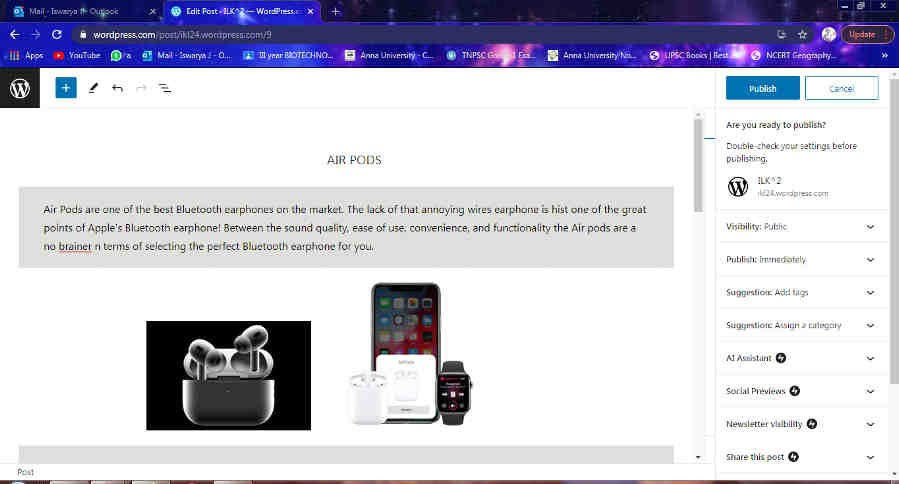 Mail - Iswarya I - Outlook
Edit Post ‹ ILK^2 — WordPress.c
wordpress.com/post/ikl24.wordpress.com/9
Update
Apps
YouTube
Mail - Iswarya I - O...
III year BIOTECHNO...
Anna University - C...
Anna University No...
UPSC Books | Best...
NCERT Geography...
Publish
Cancel
Are you ready to publish?
Double-check your settings before
publishing.
ILK^2
ikl24.wordpress.com
Visibility: Public
Publish: Immediately
Suggestion: Add tags
Suggestion: Assign a category
AI Assistant
Social Previews
Newsletter visibility
Share this post
AIR PODS
Air Pods are one of the best Bluetooth earphones on the market. The lack of that annoying wires earphone is hist one of the great
points of Apple's Bluetooth earphone! Between the sound quality, ease of use, convenience, and functionality the Air pods are a
no brainer n terms of selecting the perfect Bluetooth earphone for you.
Post